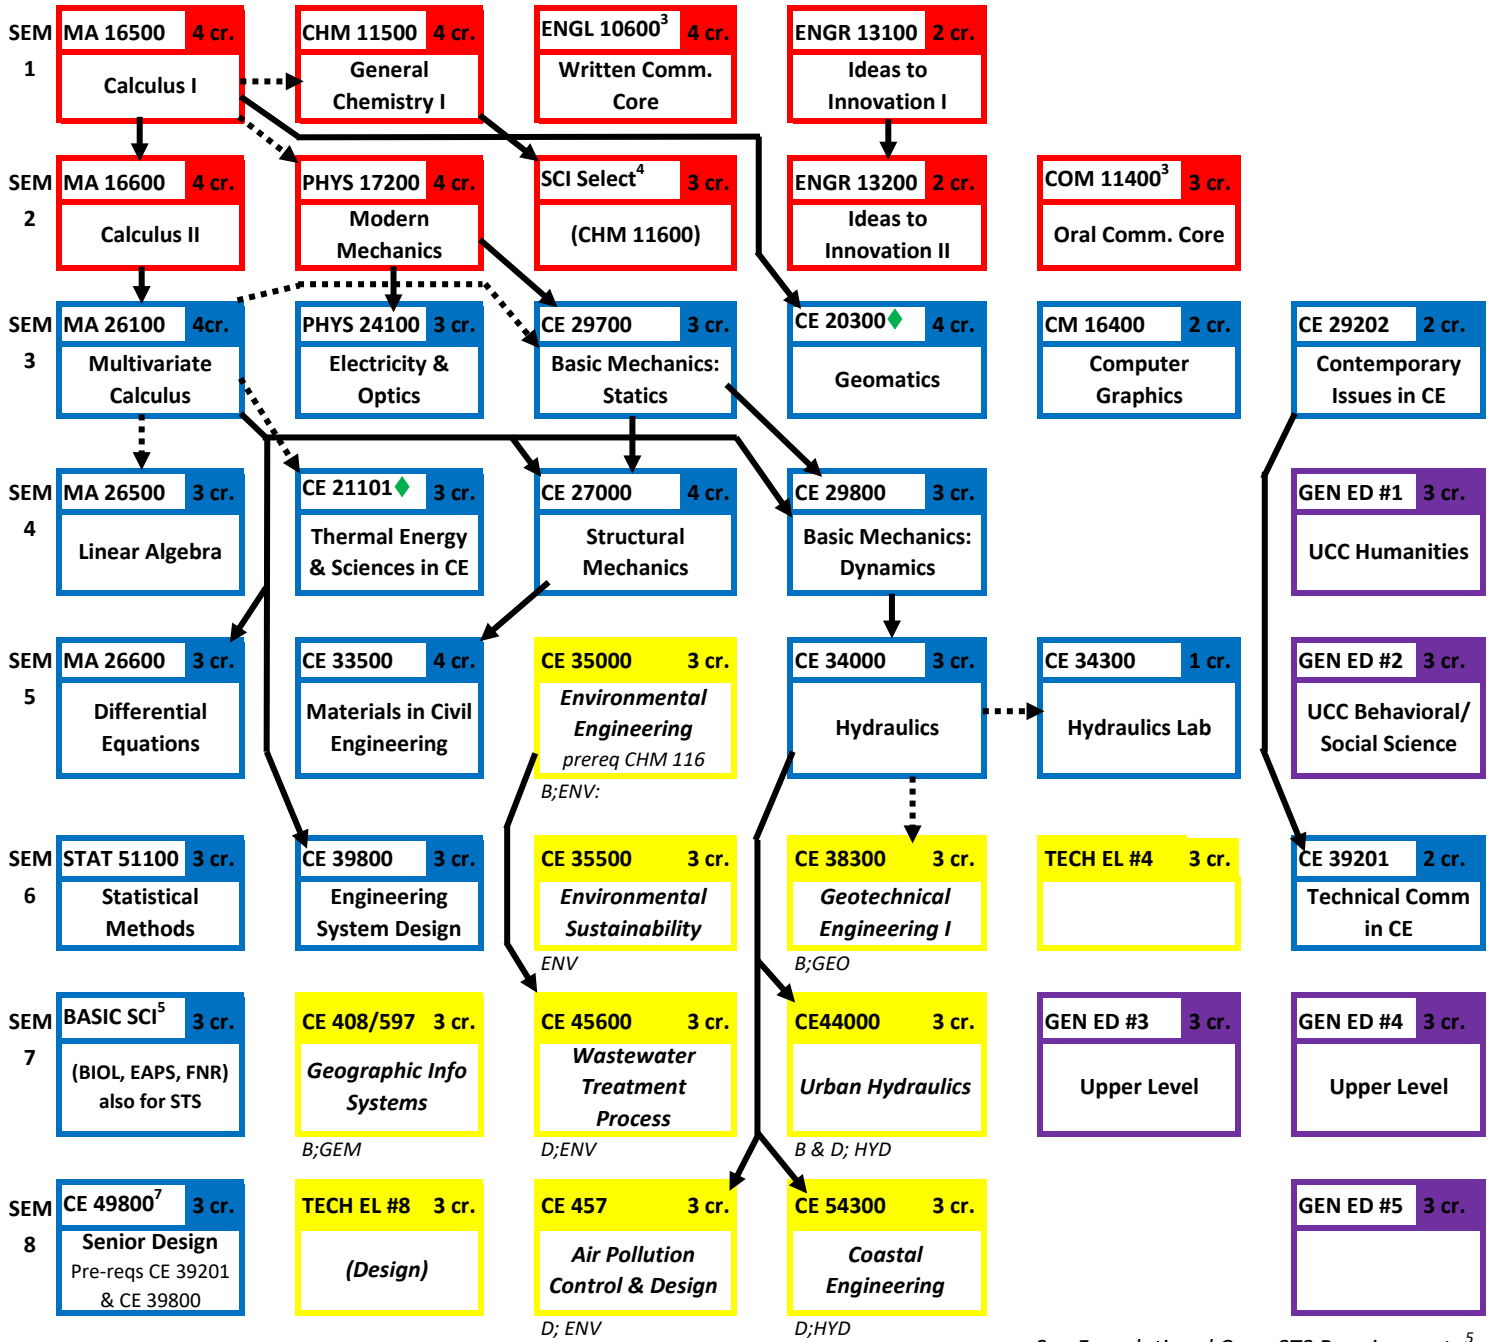 SEM
1
MA 16500 4 cr.
Calculus I
CHM 11500 4 cr.
General
Chemistry I
ENGL 10600³ 4 cr.
Written Comm.
Core
ENGR 13100 2 cr.
Ideas to
Innovation I
SEM
2
MA 16600 4 cr.
Calculus II
PHYS 17200 4 cr.
Modern
Mechanics
SCI Select⁴ 3 cr.
(CHM 11600)
ENGR 13200 2 cr.
Ideas to
Innovation II
COM 11400³ 3 cr.
Oral Comm. Core
SEM
3
MA 26100 4cr.
Multivariate
Calculus
PHYS 24100 3 cr.
Electricity &
Optics
CE 29700 3 cr.
Basic Mechanics:
Statics
CE 20300♦ 4 cr.
Geomatics
CM 16400 2 cr.
Computer
Graphics
CE 29202 2 cr.
Contemporary
Issues in CE
SEM
4
MA 26500 3 cr.
Linear Algebra
CE 21101♦ 3 cr.
Thermal Energy
& Sciences in CE
CE 27000 4 cr.
Structural
Mechanics
CE 29800 3 cr.
Basic Mechanics:
Dynamics
GEN ED #1 3 cr.
UCC Humanities
SEM
5
MA 26600 3 cr.
Differential
Equations
CE 33500 4 cr.
Materials in Civil
Engineering
CE 35000 3 cr.
Environmental
Engineering
prereq CHM 116
B;ENV:
CE 34000 3 cr.
Hydraulics
CE 34300 1 cr.
Hydraulics Lab
GEN ED #2 3 cr.
UCC Behavioral/
Social Science
SEM
6
STAT 51100 3 cr.
Statistical
Methods
CE 39800 3 cr.
Engineering
System Design
CE 35500 3 cr.
Environmental
Sustainability
ENV
CE 38300 3 cr.
Geotechnical
Engineering I
B;GEO
TECH EL #4 3 cr.
CE 39201 2 cr.
Technical Comm
in CE
SEM
7
BASIC SCI⁵ 3 cr.
(BIOL, EAPS, FNR)
also for STS
CE 408/597 3 cr.
Geographic Info
Systems
B;GEM
CE 45600 3 cr.
Wastewater
Treatment
Process
D;ENV
CE44000 3 cr.
Urban Hydraulics
B & D; HYD
GEN ED #3 3 cr.
Upper Level
GEN ED #4 3 cr.
Upper Level
SEM
8
CE 49800⁷ 3 cr.
Senior Design
Pre-reqs CE 39201
& CE 39800
TECH EL #8 3 cr.
(Design)
CE 457 3 cr.
Air Pollution
Control & Design
D; ENV
CE 54300 3 cr.
Coastal
Engineering
D;HYD
GEN ED #5 3 cr.